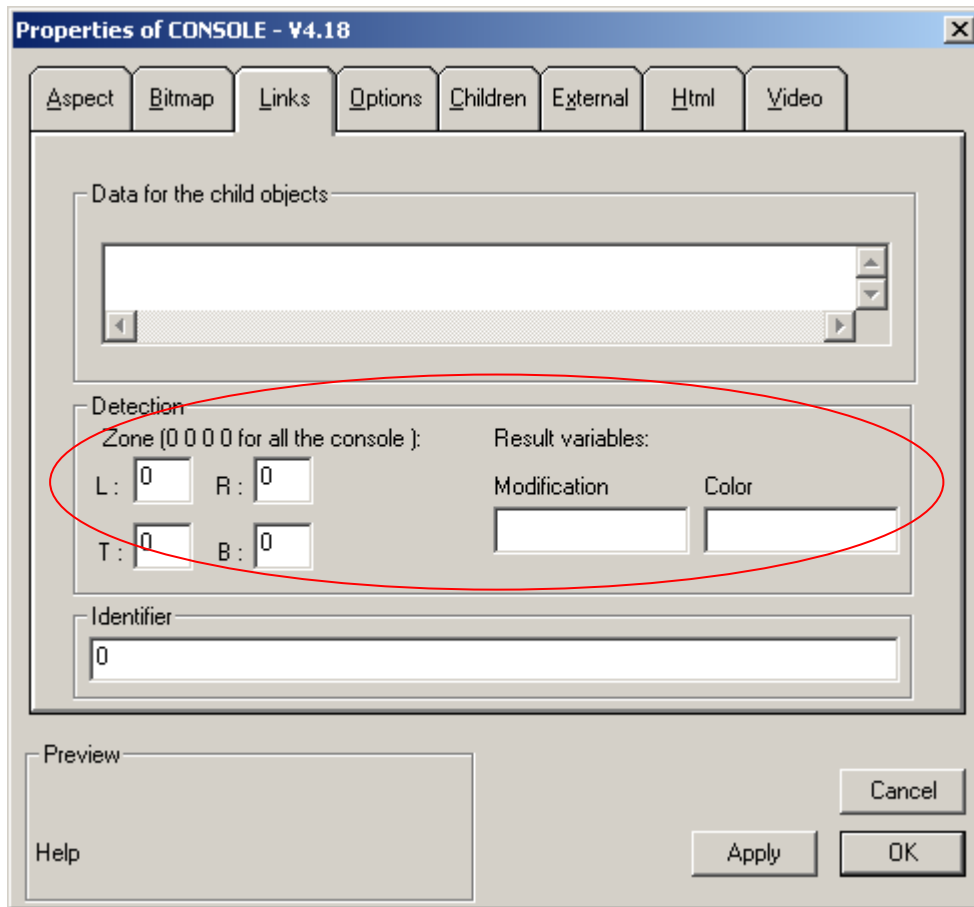 Properties of CONSOLE - V4.18
Aspect Bitmap Links Options Children External Html Video
Data for the child objects
Detection
Zone (0 0 0 0 for all the console ): Result variables:
L : 0 R : 0 Modification Color
T : 0 B : 0
Identifier
0
Preview
Cancel
Help Apply OK